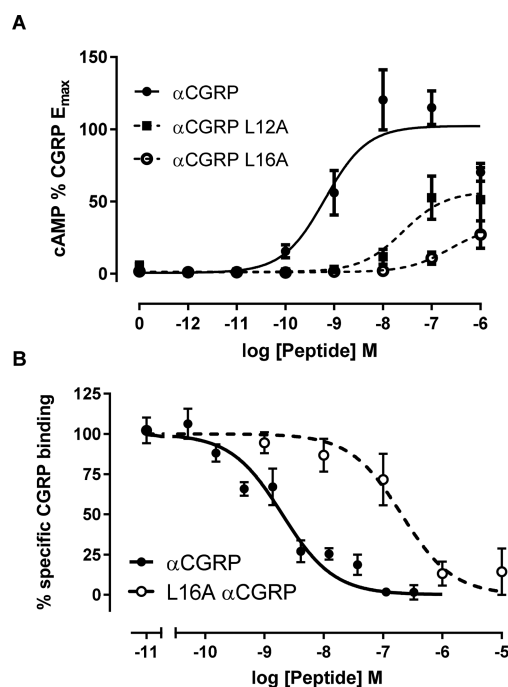 A
150
100
50
0
cAMP % CGRP Emax
αCGRP
αCGRP L12A
αCGRP L16A
0 -12 -11 -10 -9 -8 -7 -6
log [Peptide] M
B
125
100
75
50
25
0
% specific CGRP binding
αCGRP
L16A αCGRP
-11 -10 -9 -8 -7 -6 -5
log [Peptide] M